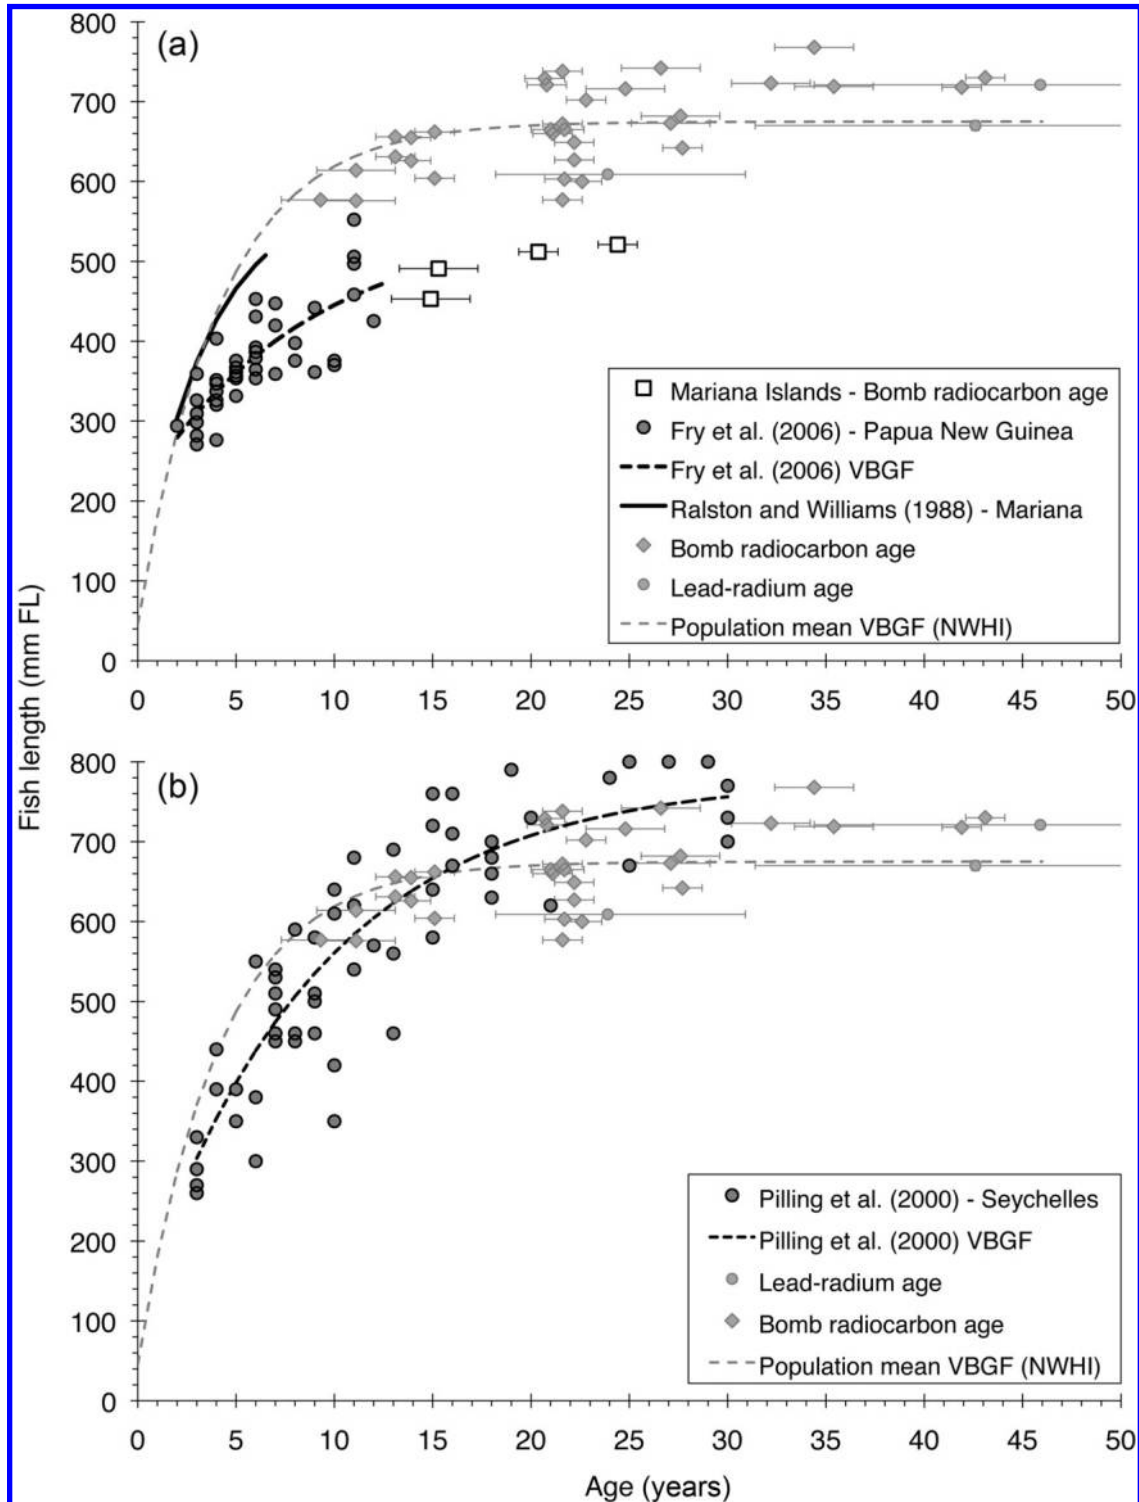 (a)
800
700
600
500
400
300
200
100
0
Mariana Islands - Bomb radiocarbon age
Fry et al. (2006) - Papua New Guinea
Fry et al. (2006) VBGF
Ralston and Williams (1988) - Mariana
Bomb radiocarbon age
Lead-radium age
Population mean VBGF (NWHI)
0 5 10 15 20 25 30 35 40 45 50
Fish length (mm FL)
(b)
800
700
600
500
400
300
200
100
0
Pilling et al. (2000) - Seychelles
Pilling et al. (2000) VBGF
Lead-radium age
Bomb radiocarbon age
Population mean VBGF (NWHI)
0 5 10 15 20 25 30 35 40 45 50
Age (years)